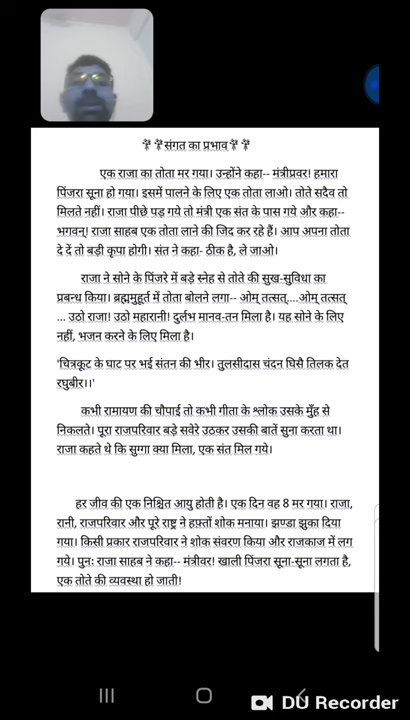 संगत का प्रभाव
एक राजा का तोता मर गया। उन्होंने कहा-- मंत्रीप्रवर! हमारा
पिंजरा सूना हो गया। इसमें पालने के लिए एक तोता लाओ। तोते सदैव तो
मिलते नहीं। राजा पीछे पड़ गये तो मंत्री एक संत के पास गये और कहा--
भगवन्! राजा साहब एक तोता लाने की जिद कर रहे हैं। आप अपना तोता
दे दें तो बड़ी कृपा होगी। संत ने कहा- ठीक है, ले जाओ।
राजा ने सोने के पिंजरे में बड़े स्नेह से तोते की सुख-सुविधा का
प्रबन्ध किया। ब्रह्ममुहूर्त में तोता बोलने लगा-- ओम् तत्सत्....ओम् तत्सत्
... उठो राजा! उठो महारानी! दुर्लभ मानव-तन मिला है। यह सोने के लिए
नहीं, भजन करने के लिए मिला है।
'चित्रकूट के घाट पर भई संतन की भीर। तुलसीदास चंदन घिसै तिलक देत
रघुबीर।।'
कभी रामायण की चौपाई तो कभी गीता के श्लोक उसके मुँह से
निकलते। पूरा राजपरिवार बड़े सवेरे उठकर उसकी बातें सुना करता था।
राजा कहते थे कि सुग्गा क्या मिला, एक संत मिल गये।
हर जीव की एक निश्चित आयु होती है। एक दिन वह 8 मर गया। राजा,
रानी, राजपरिवार और पूरे राष्ट्र ने हफ़्तों शोक मनाया। झण्डा झुका दिया
गया। किसी प्रकार राजपरिवार ने शोक संवरण किया और राजकाज में लग
गये। पुनः राजा साहब ने कहा-- मंत्रीवर! खाली पिंजरा सूना-सूना लगता है,
एक तोते की व्यवस्था हो जाती!
DU Recorder